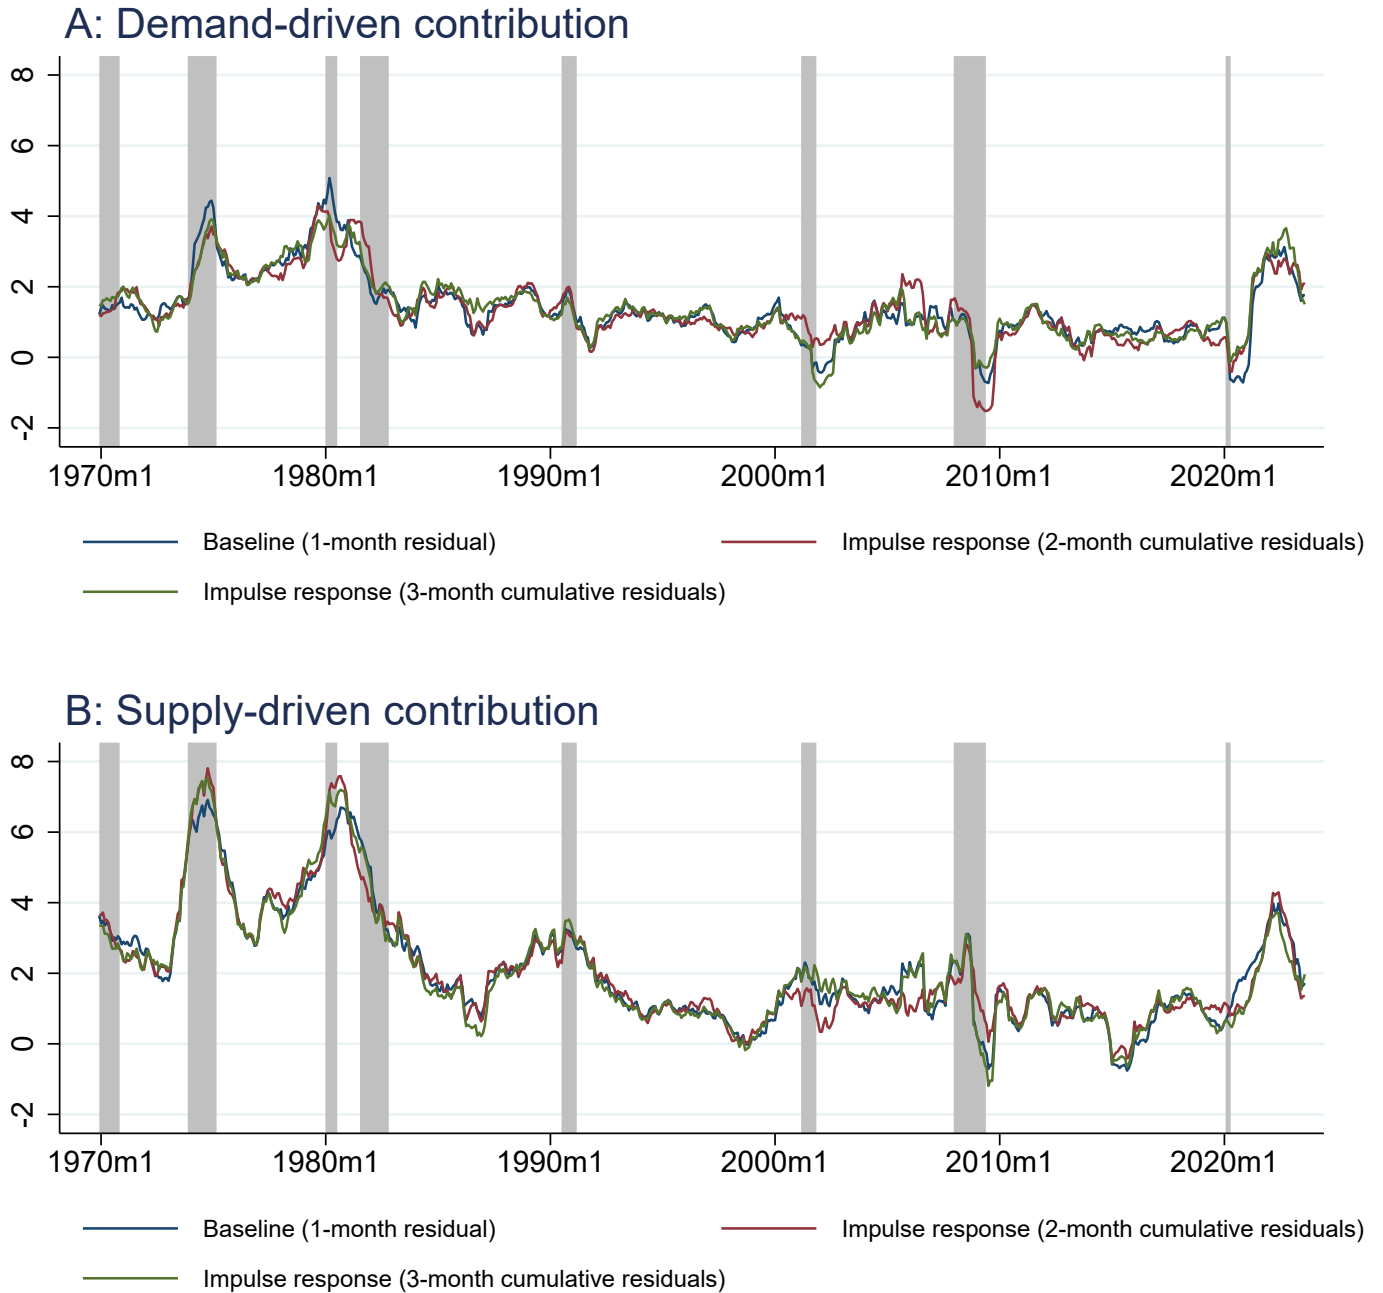 A: Demand-driven contribution
8
6
4
2
0
-2
1970m1 1980m1 1990m1 2000m1 2010m1 2020m1
Baseline (1-month residual) Impulse response (2-month cumulative residuals)
Impulse response (3-month cumulative residuals)
B: Supply-driven contribution
8
6
4
2
0
-2
1970m1 1980m1 1990m1 2000m1 2010m1 2020m1
Baseline (1-month residual) Impulse response (2-month cumulative residuals)
Impulse response (3-month cumulative residuals)